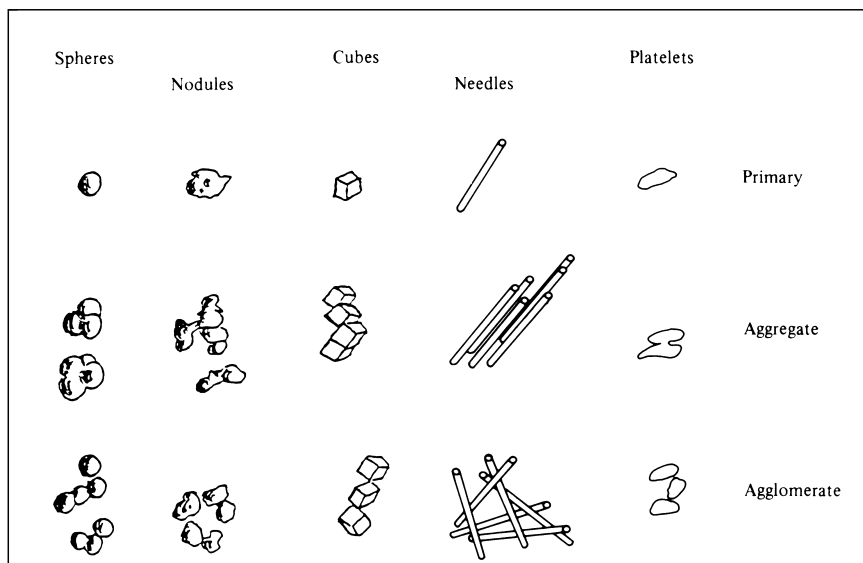 Spheres Cubes Platelets
Nodules Needles
Primary
Aggregate
Agglomerate